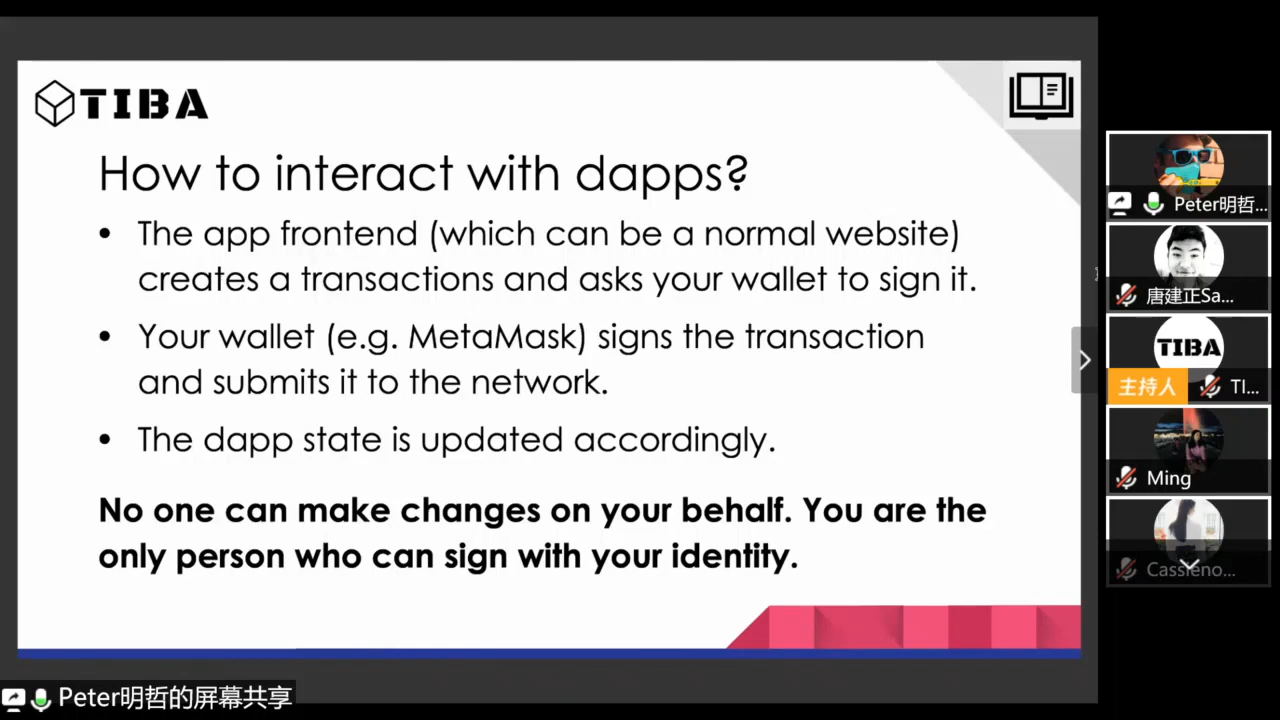 TIBA
How to interact with dapps?
• The app frontend (which can be a normal website)
creates a transactions and asks your wallet to sign it.
• Your wallet (e.g. MetaMask) signs the transaction
and submits it to the network.
• The dapp state is updated accordingly.
No one can make changes on your behalf. You are the
only person who can sign with your identity.
Peter明哲...
唐建正Sa...
TIBA
主持人 TI...
Ming
Cassieno...
Peter明哲的屏幕共享